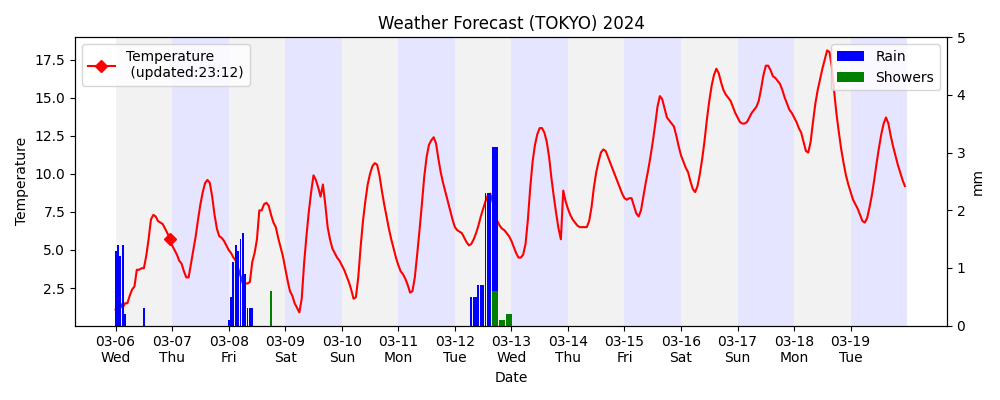 Weather Forecast (TOKYO) 2024
Temperature
(updated:23:12)
Rain
Showers
Temperature
17.5
15.0
12.5
10.0
7.5
5.0
2.5
5
4
3
2
1
0
mm
03-06 03-07 03-08 03-09 03-10 03-11 03-12 03-13 03-14 03-15 03-16 03-17 03-18 03-19
Wed Thu Fri Sat Sun Mon Tue Wed Thu Fri Sat Sun Mon Tue
Date